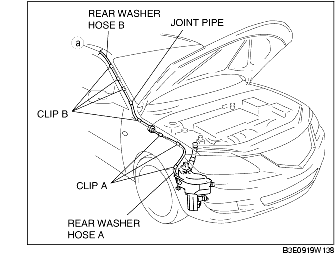 REAR WASHER
HOSE B
JOINT PIPE
a
CLIP B
CLIP A
REAR WASHER
HOSE A
B3E0919W138